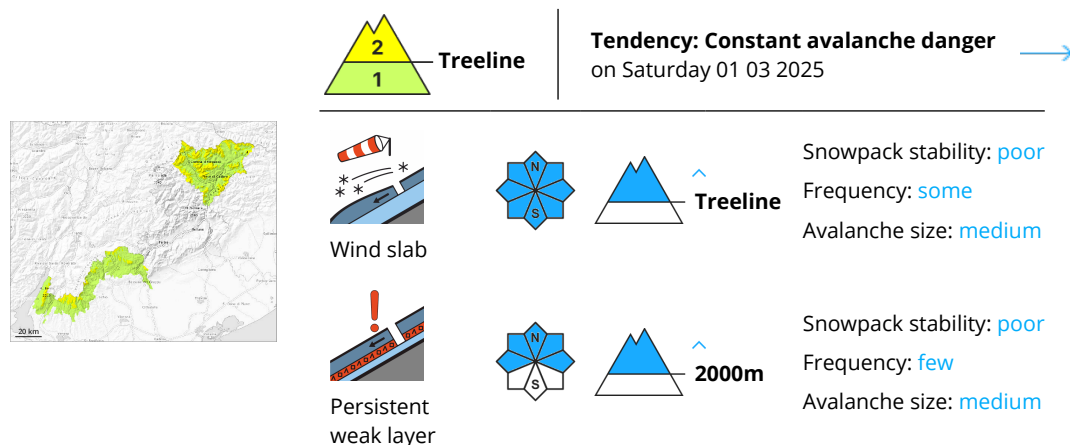 2
1
Treeline
Tendency: Constant avalanche danger
on Saturday 01 03 2025
20 km
Wind slab
N
S
Treeline
Snowpack stability: poor
Frequency: some
Avalanche size: medium
Persistent
weak layer
N
S
2000m
Snowpack stability: poor
Frequency: few
Avalanche size: medium